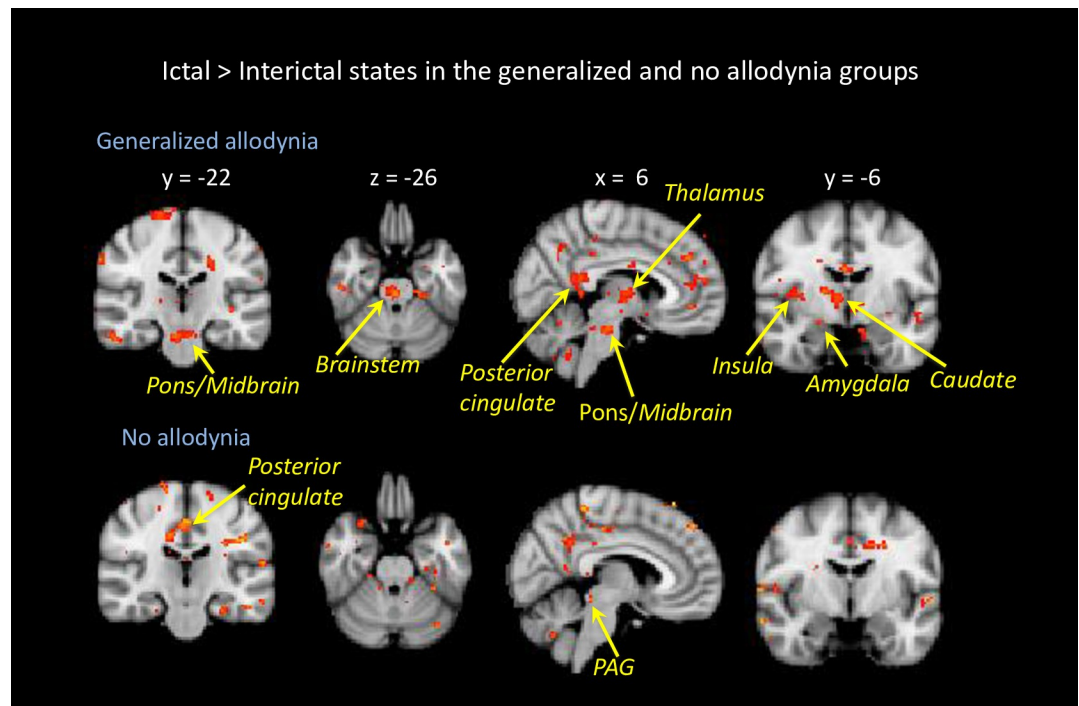 Ictal > Interictal states in the generalized and no allodynia groups
Generalized allodynia
y = -22
z = -26
x = 6
y = -6
Thalamus
Pons/Midbrain
Brainstem
Posterior
cingulate
Pons/Midbrain
Insula
Amygdala
Caudate
No allodynia
Posterior
cingulate
PAG